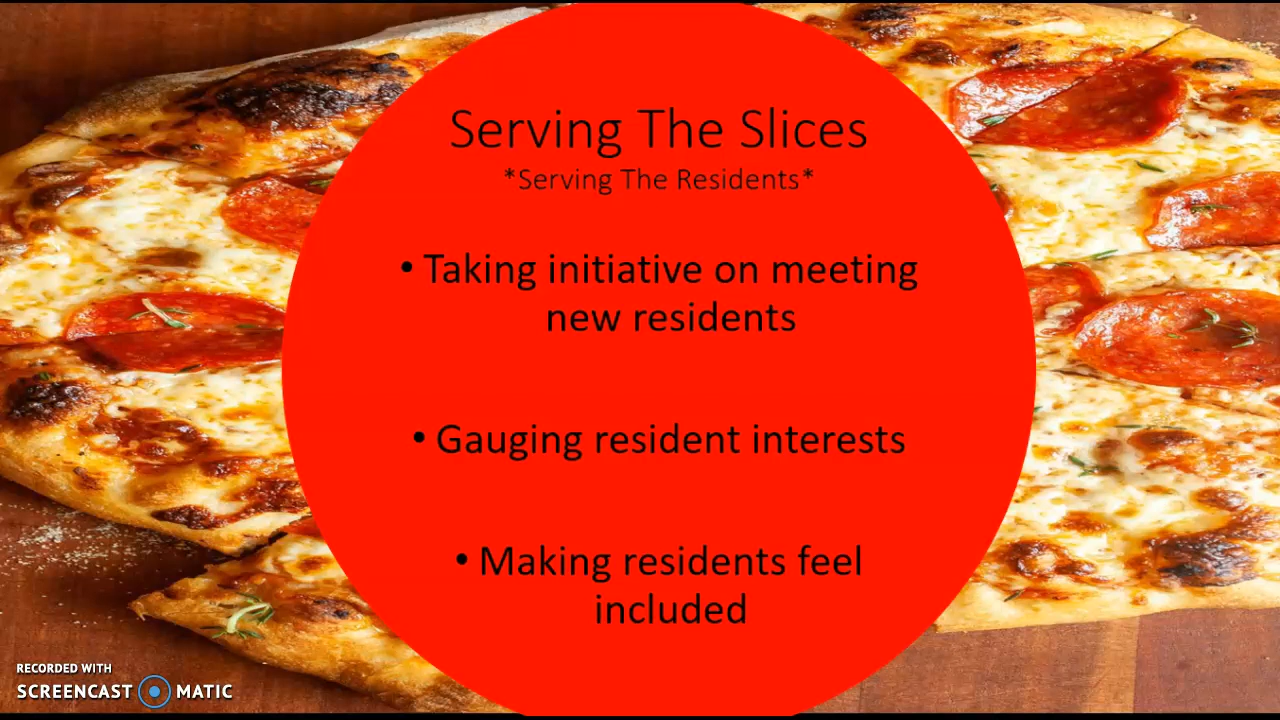 Serving The Slices
*Serving The Residents*
• Taking initiative on meeting
new residents
• Gauging resident interests
• Making residents feel
included
RECORDED WITH
SCREENCAST MATIC